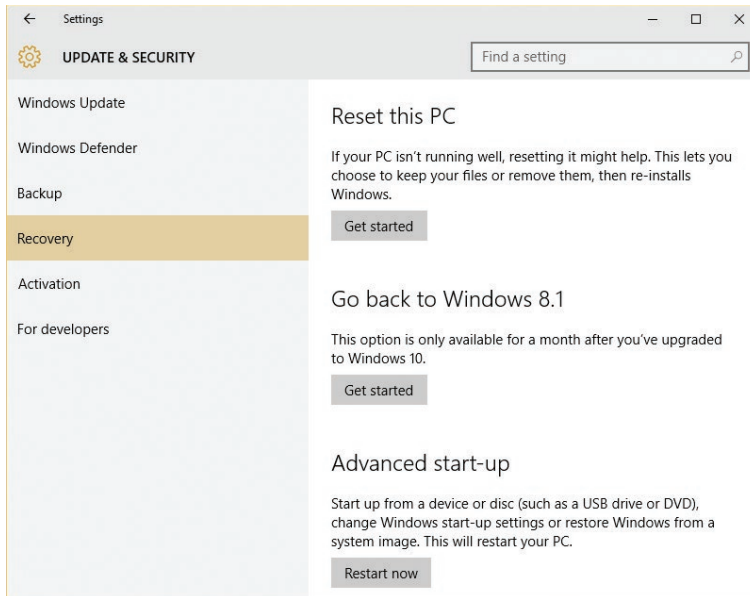 Settings
UPDATE & SECURITY
Find a setting
Windows Update
Windows Defender
Backup
Recovery
Activation
For developers
Reset this PC
If your PC isn't running well, resetting it might help. This lets you
choose to keep your files or remove them, then re-installs
Windows.
Get started
Go back to Windows 8.1
This option is only available for a month after you've upgraded
to Windows 10.
Get started
Advanced start-up
Start up from a device or disc (such as a USB drive or DVD),
change Windows start-up settings or restore Windows from a
system image. This will restart your PC.
Restart now